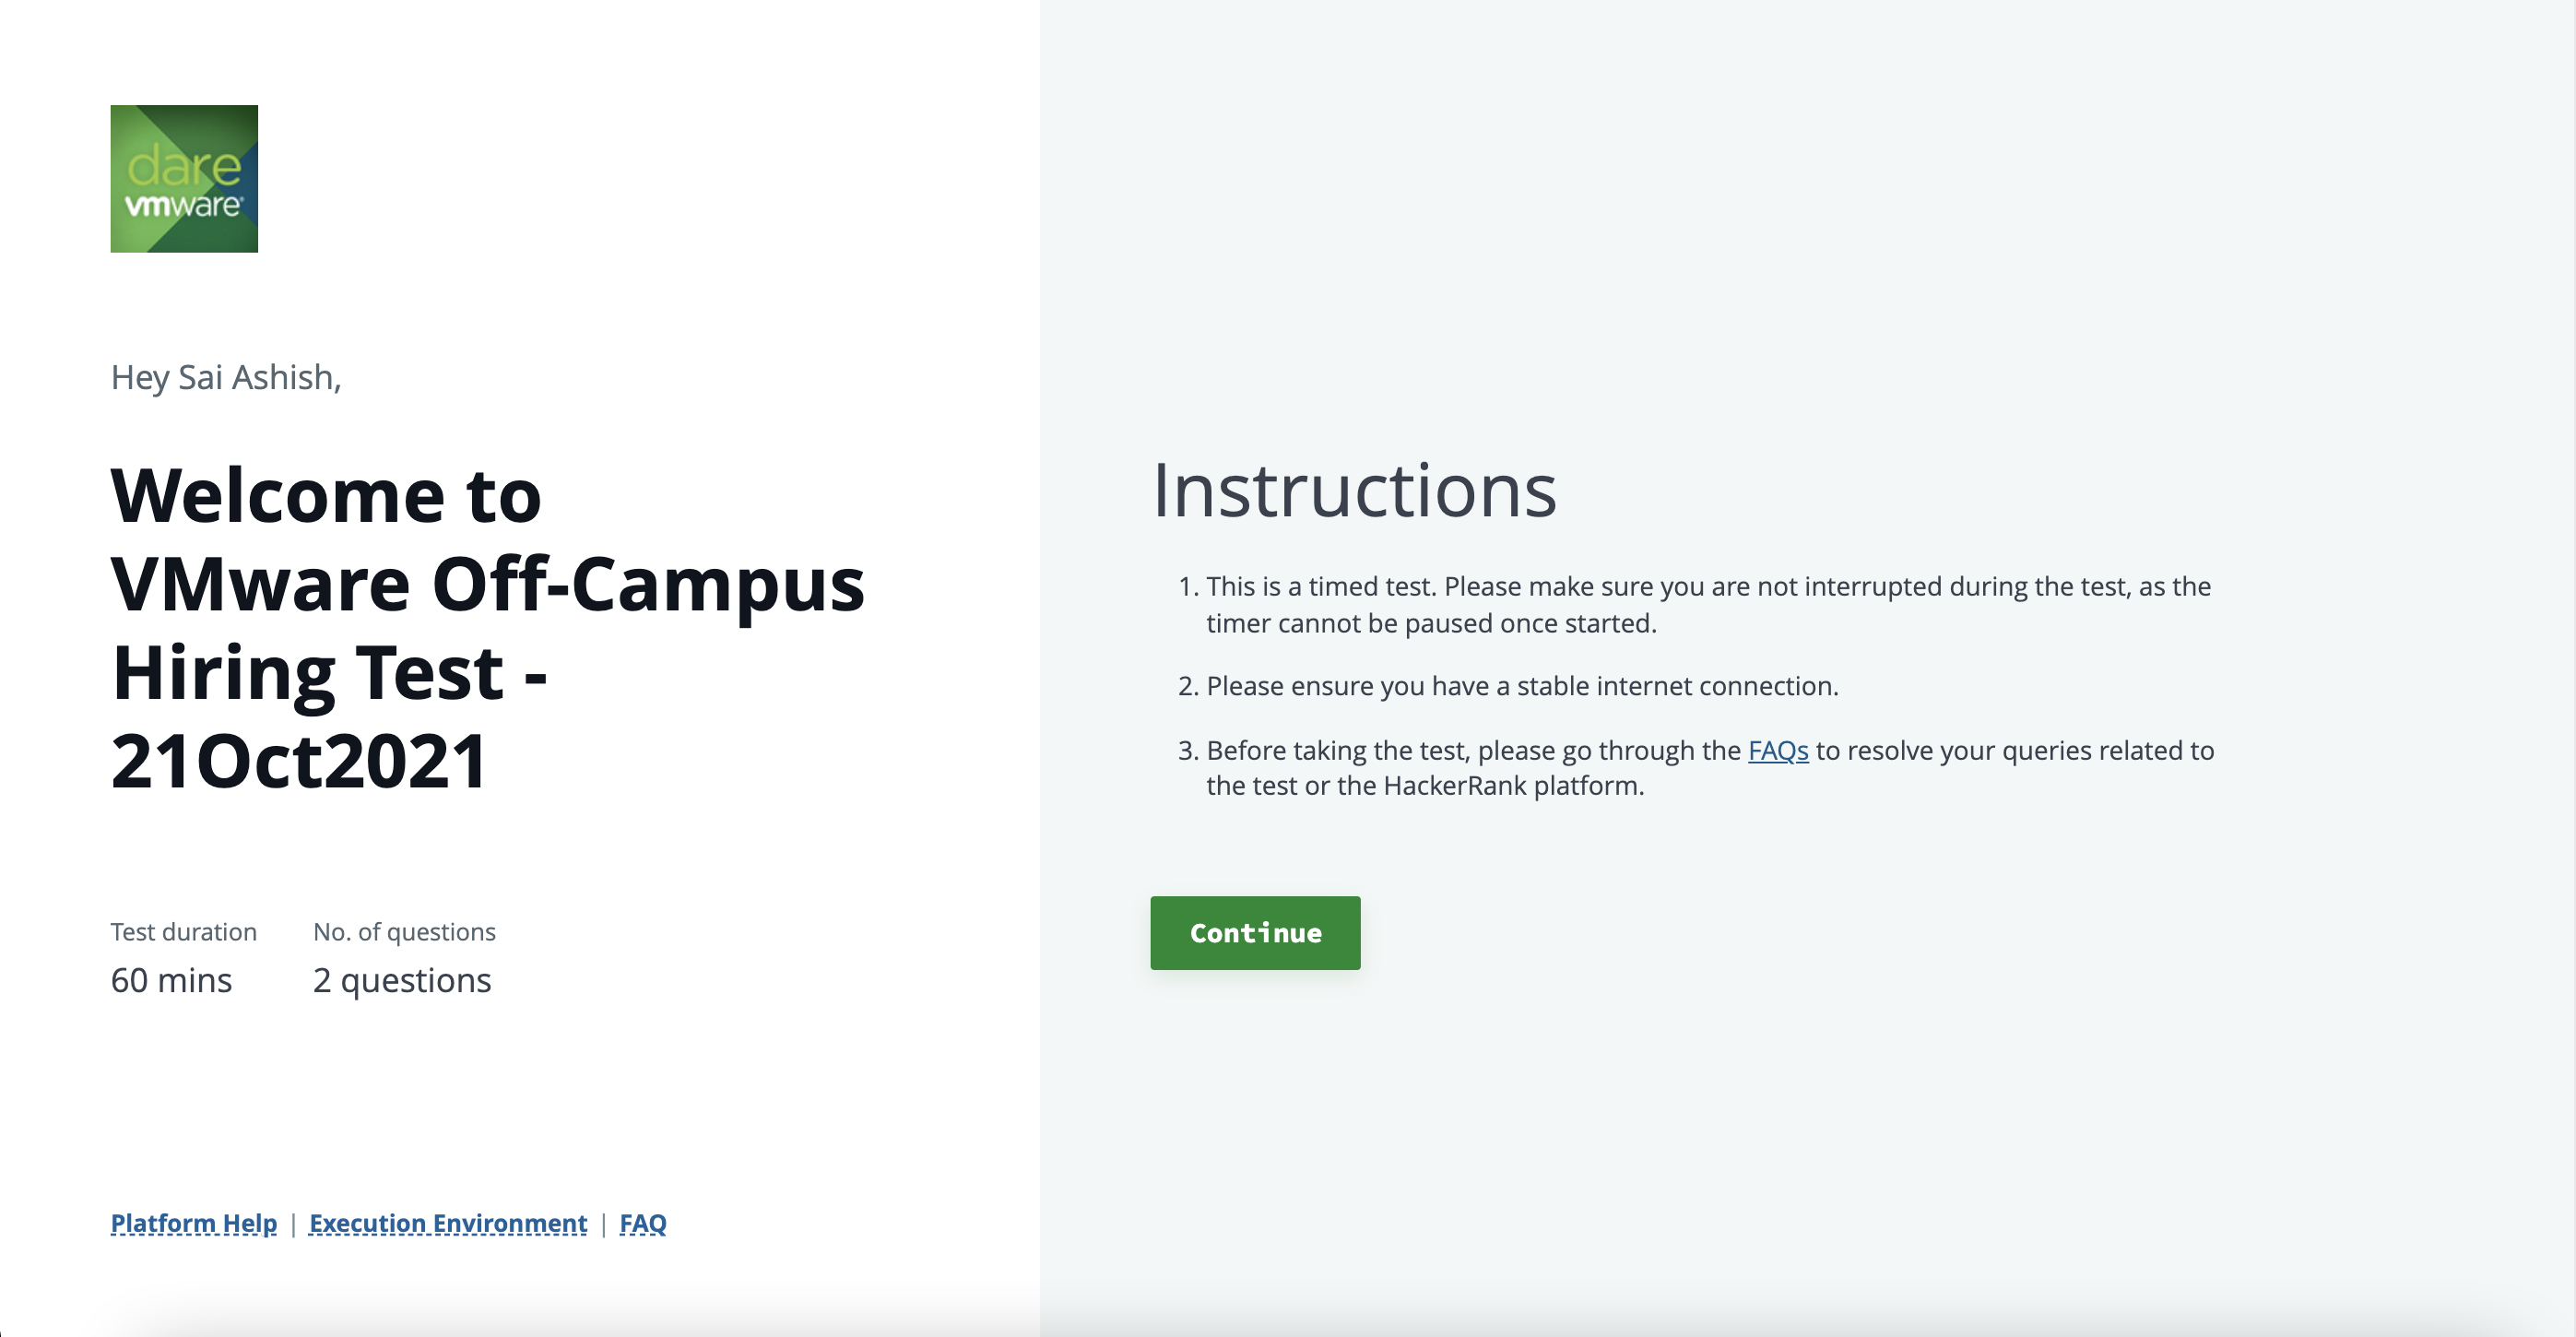 dare
vmware®
Hey Sai Ashish,
Welcome to
VMware Off-Campus
Hiring Test -
21Oct2021
Test duration
No. of questions
60 mins
2 questions
Platform Help | Execution Environment | FAQ
Instructions
1. This is a timed test. Please make sure you are not interrupted during the test, as the
timer cannot be paused once started.
2. Please ensure you have a stable internet connection.
3. Before taking the test, please go through the FAQs to resolve your queries related to
the test or the HackerRank platform.
Continue